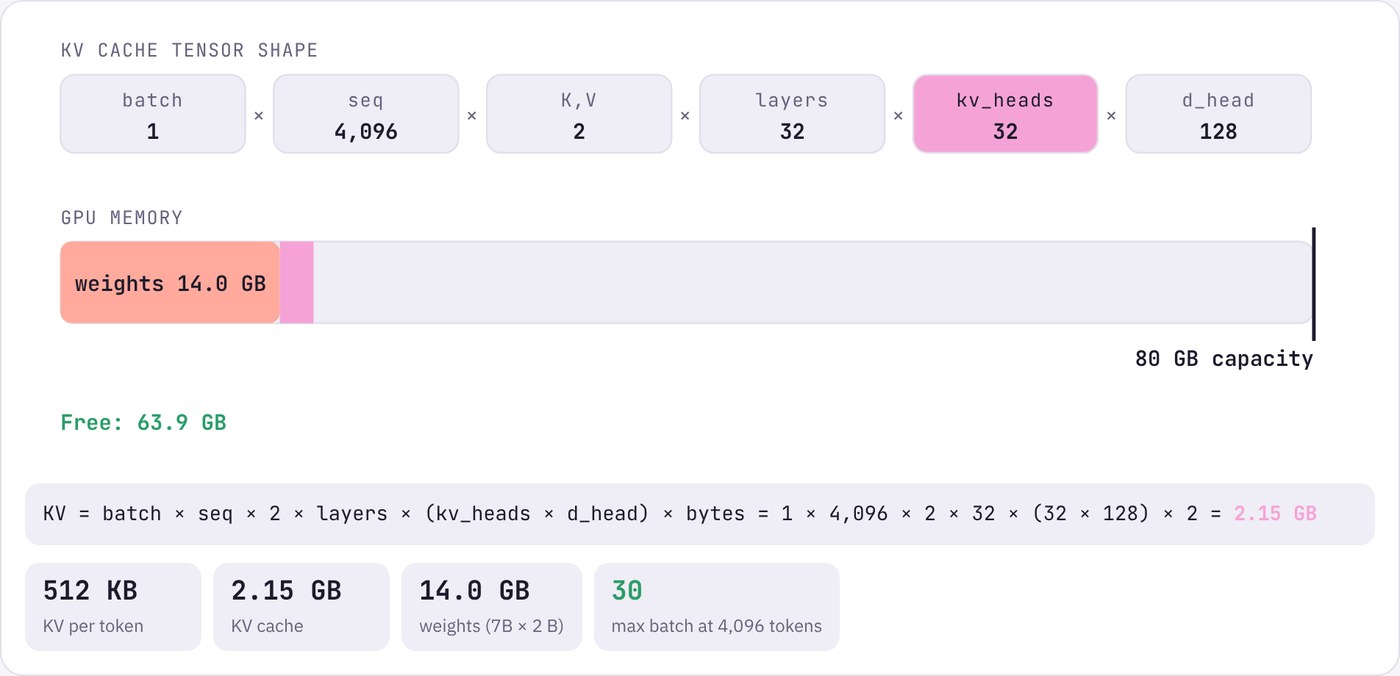 KV CACHE TENSOR SHAPE
batch × seq × K,V × layers × kv_heads × d_head
1 4,096 2 32 32 128
GPU MEMORY
weights 14.0 GB
80 GB capacity
Free: 63.9 GB
KV = batch × seq × 2 × layers × (kv_heads × d_head) × bytes = 1 × 4,096 × 2 × 32 × (32 × 128) × 2 = 2.15 GB
512 KB 2.15 GB 14.0 GB 30
KV per token KV cache weights (7B × 2 B) max batch at 4,096 tokens